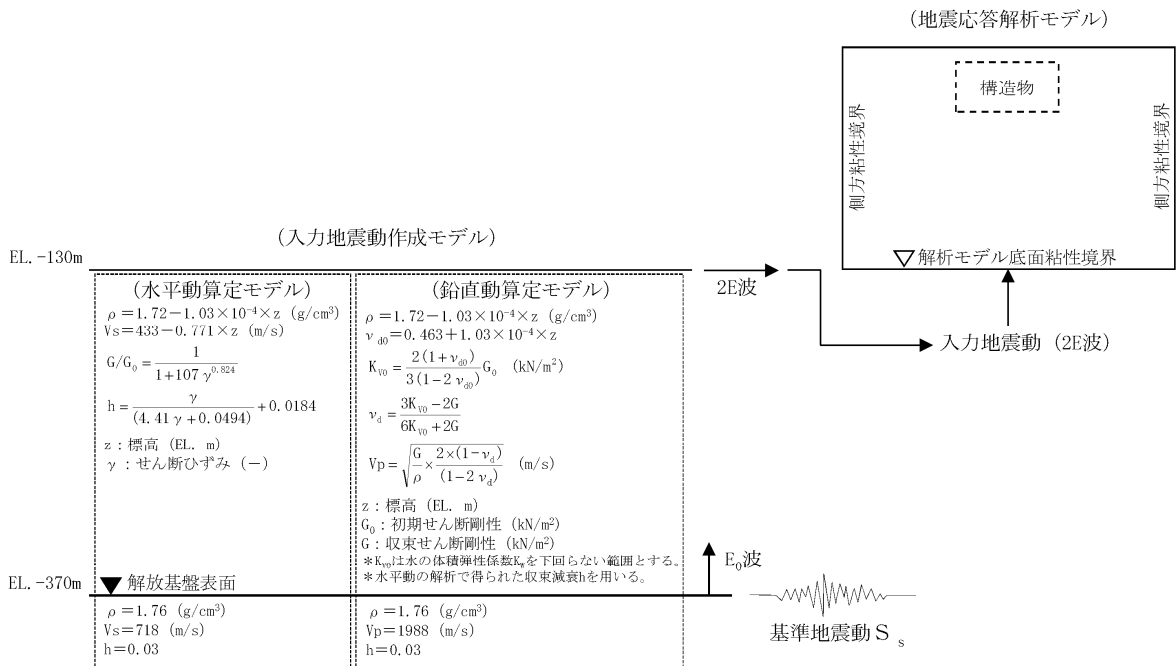 (地震応答解析モデル)
構造物
側方粘性境界
側方粘性境界
▽解析モデル底面粘性境界
(入力地震動作成モデル)
EL.-130m
2E波
入力地震動 (2E波)
(水平動算定モデル)
ρ=1.72-1.03×10⁻⁴×z (g/cm³)
Vs=433-0.771×z (m/s)
G/G₀=1/(1+107γ^0.824)
h=γ/(4.41γ+0.0494)+0.0184
z:標高 (EL. m)
γ:せん断ひずみ (-)
(鉛直動算定モデル)
ρ=1.72-1.03×10⁻⁴×z (g/cm³)
ν_d0=0.463+1.03×10⁻⁴×z
K_V0=2(1+ν_d0)/3(1-2ν_d0) G₀ (kN/m²)
ν_d=(3K_V0-2G)/(6K_V0+2G)
Vp=√(G/ρ×2×(1-ν_d)/(1-2ν_d)) (m/s)
z:標高 (EL. m)
G₀:初期せん断剛性 (kN/m²)
G:収束せん断剛性 (kN/m²)
*K_V0は水の体積弾性係数K_wを下回らない範囲とする。
*水平動の解析で得られた収束減衰hを用いる。
E₀波
EL.-370m
▼解放基盤表面
ρ=1.76 (g/cm³)
Vs=718 (m/s)
h=0.03
ρ=1.76 (g/cm³)
Vp=1988 (m/s)
h=0.03
基準地震動Ss